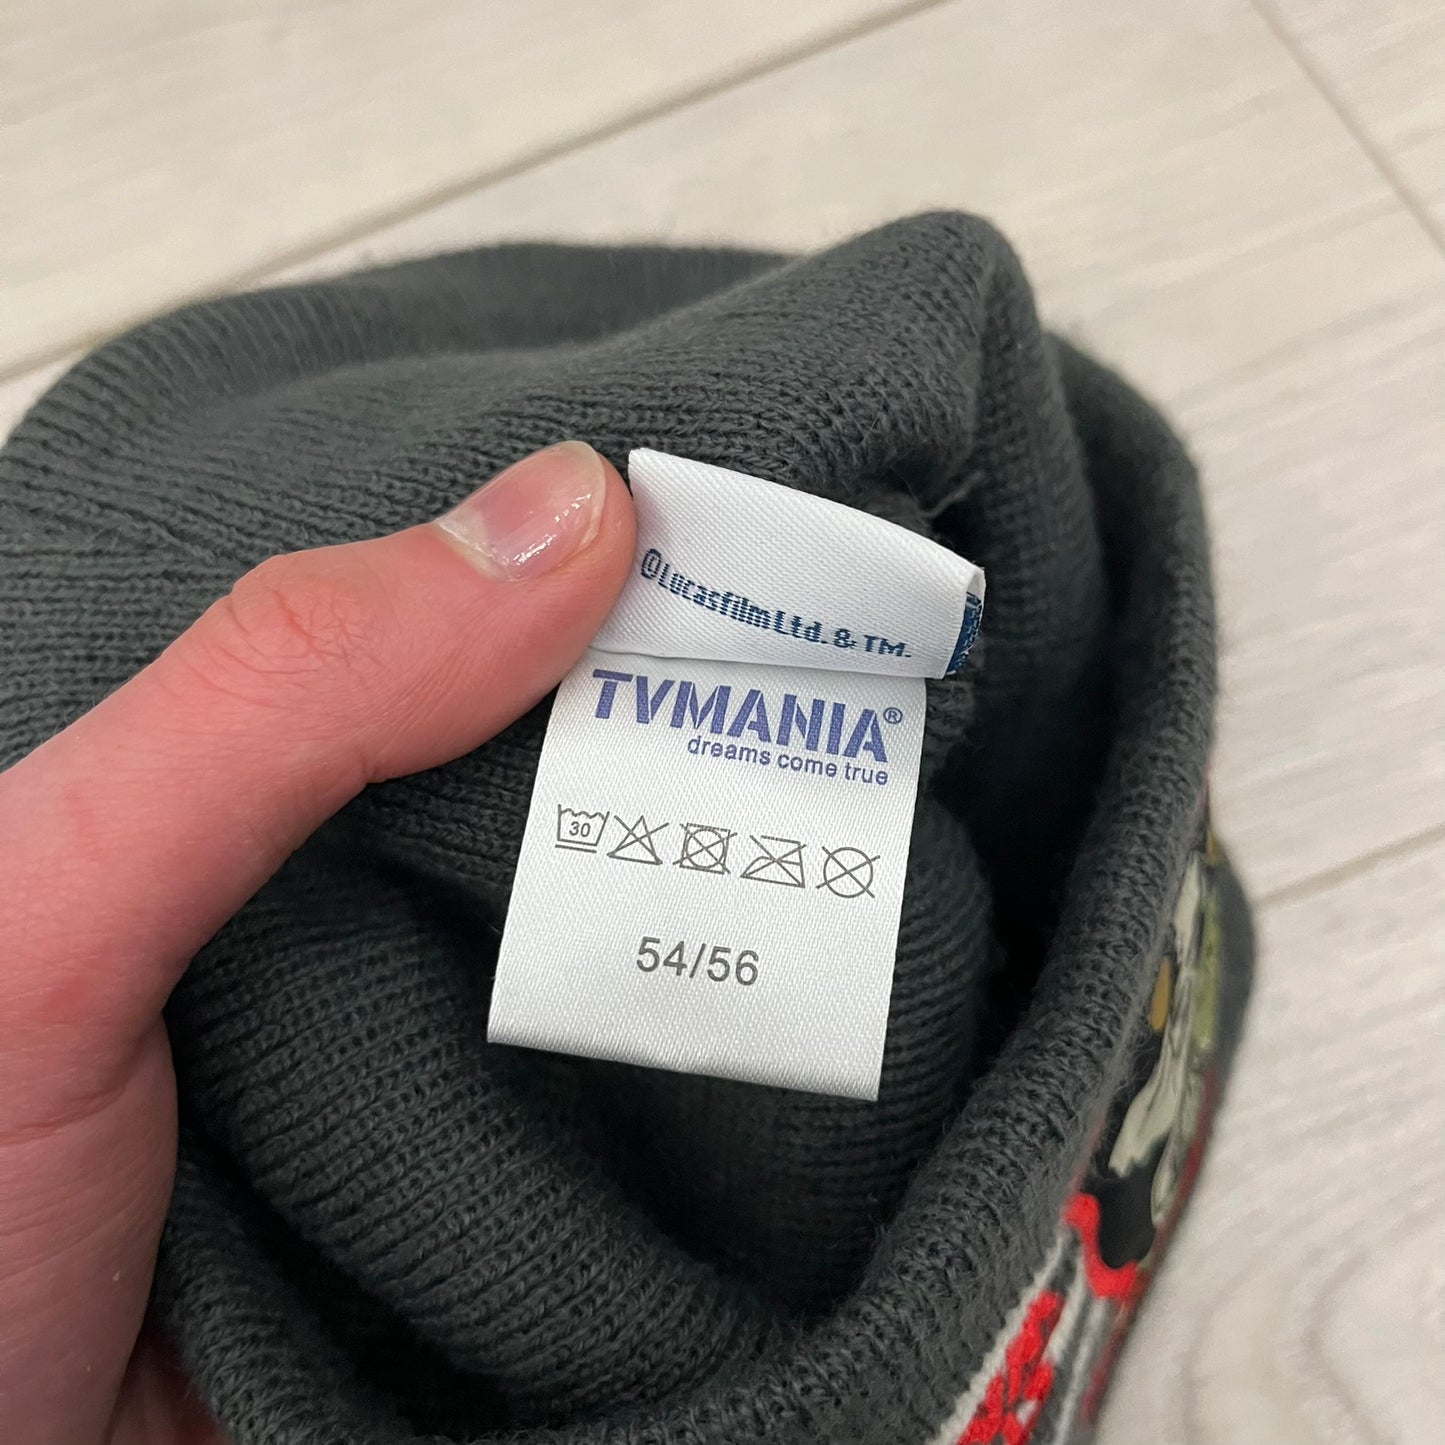 ©Lucasfilm Ltd. & TM.
TVMANIA®
dreams come true
30
54/56